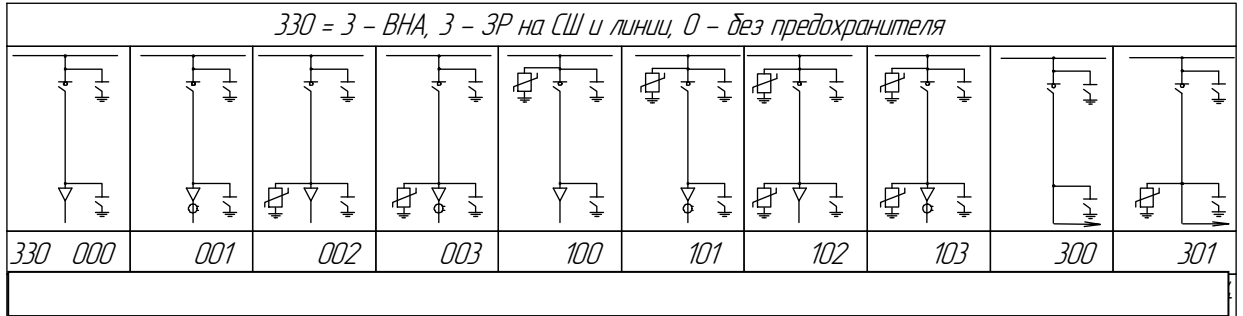 330 = 3 – ВНА, 3 – ЗР на СШ и линии, 0 – без предохранителя
330 000 001 002 003 100 101 102 103 300 301